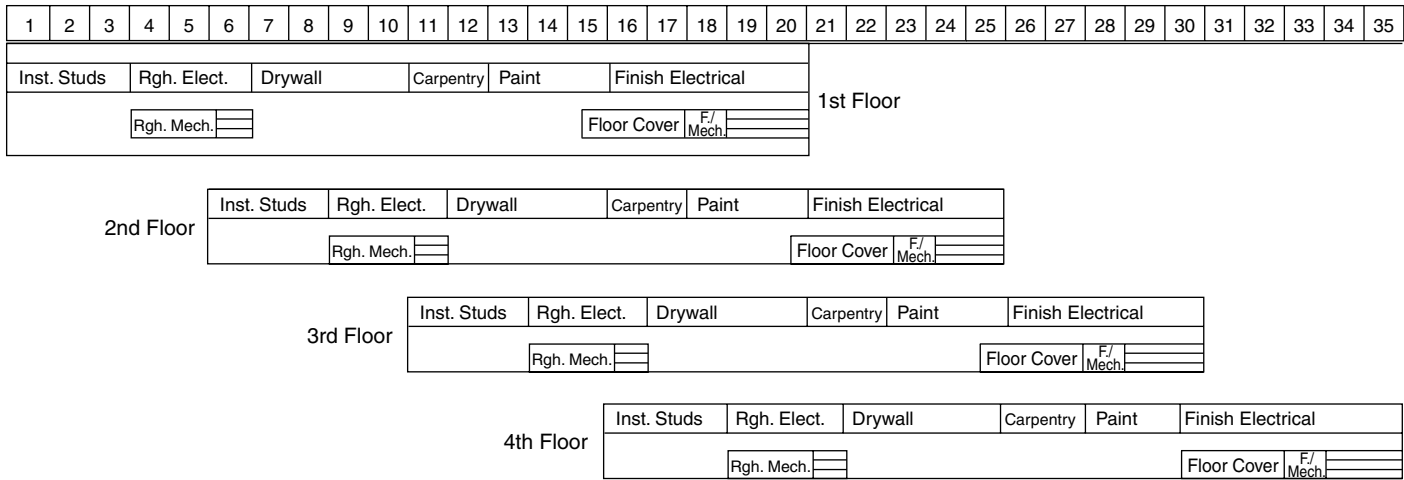 1 2 3 4 5 6 7 8 9 10 11 12 13 14 15 16 17 18 19 20 21 22 23 24 25 26 27 28 29 30 31 32 33 34 35
Inst. Studs Rgh. Elect. Drywall Carpentry Paint Finish Electrical
1st Floor
Rgh. Mech. Floor Cover F./
Mech.
Inst. Studs Rgh. Elect. Drywall Carpentry Paint Finish Electrical
2nd Floor
Rgh. Mech. Floor Cover F./
Mech.
Inst. Studs Rgh. Elect. Drywall Carpentry Paint Finish Electrical
3rd Floor
Rgh. Mech. Floor Cover F./
Mech.
Inst. Studs Rgh. Elect. Drywall Carpentry Paint Finish Electrical
4th Floor
Rgh. Mech. Floor Cover F./
Mech.